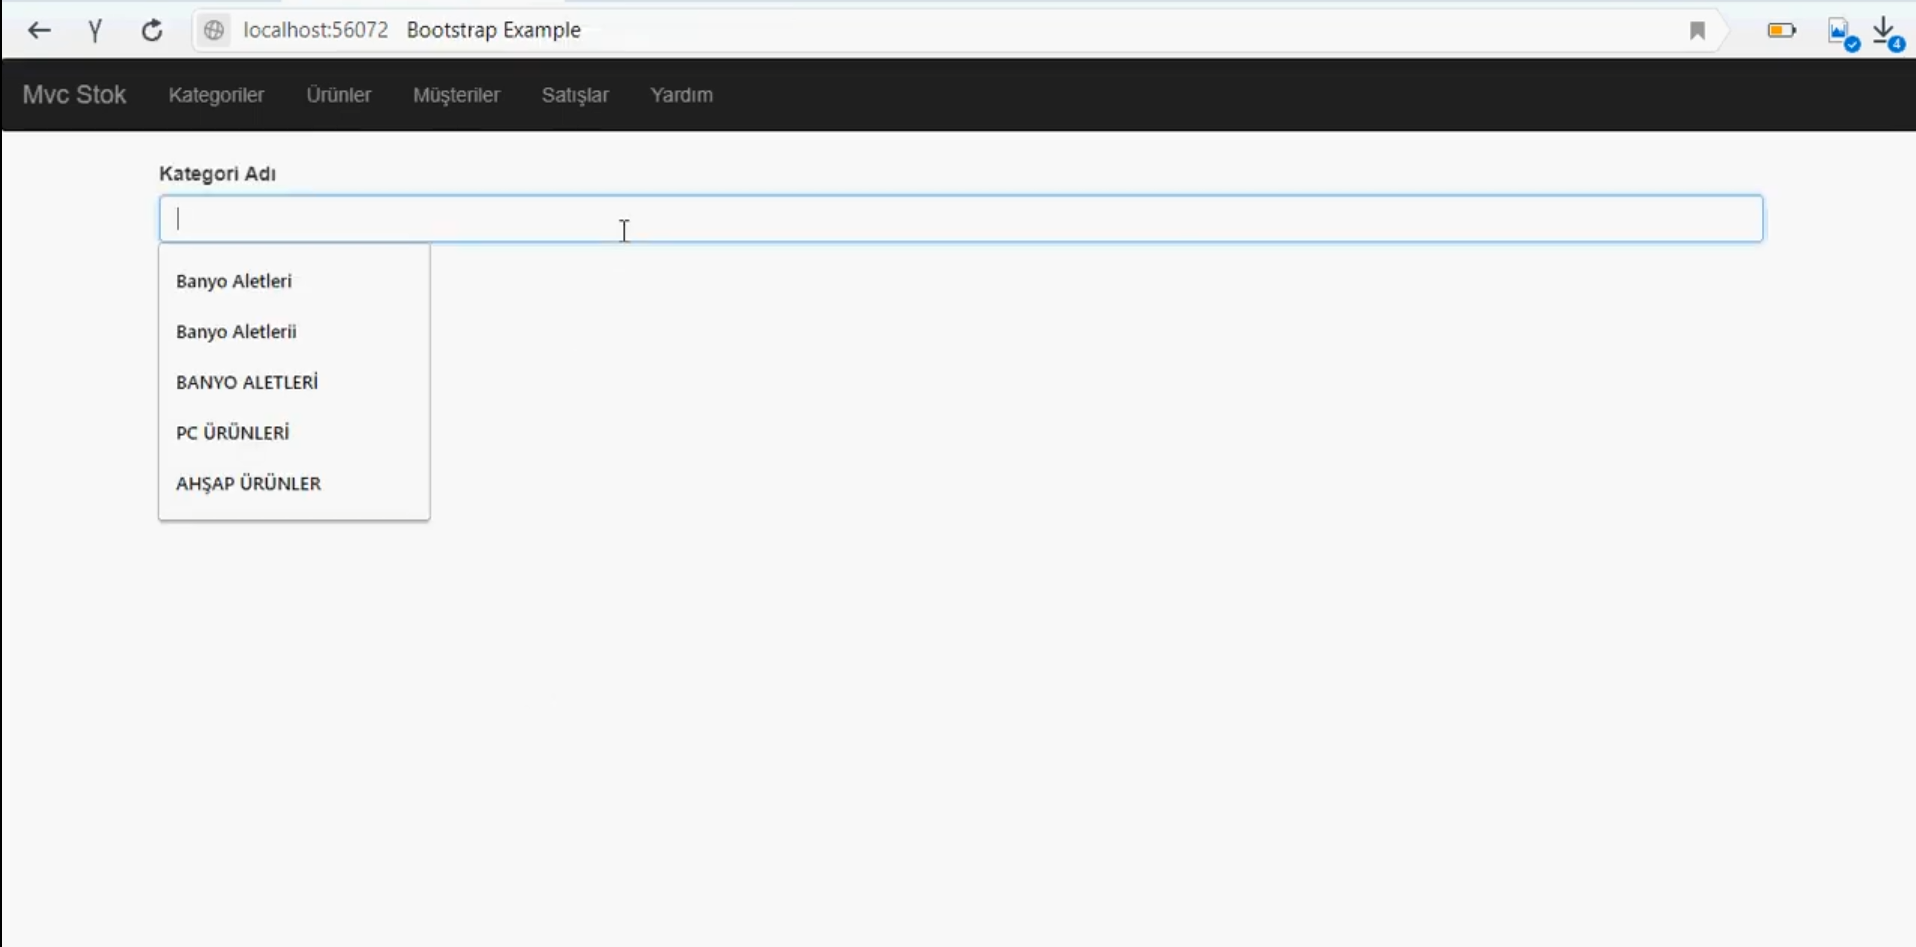 localhost:56072 Bootstrap Example
4
Mvc Stok Kategoriler Ürünler Müşteriler Satışlar Yardım
Kategori Adı
Banyo Aletleri
Banyo Aletlerii
BANYO ALETLERİ
PC ÜRÜNLERİ
AHŞAP ÜRÜNLER